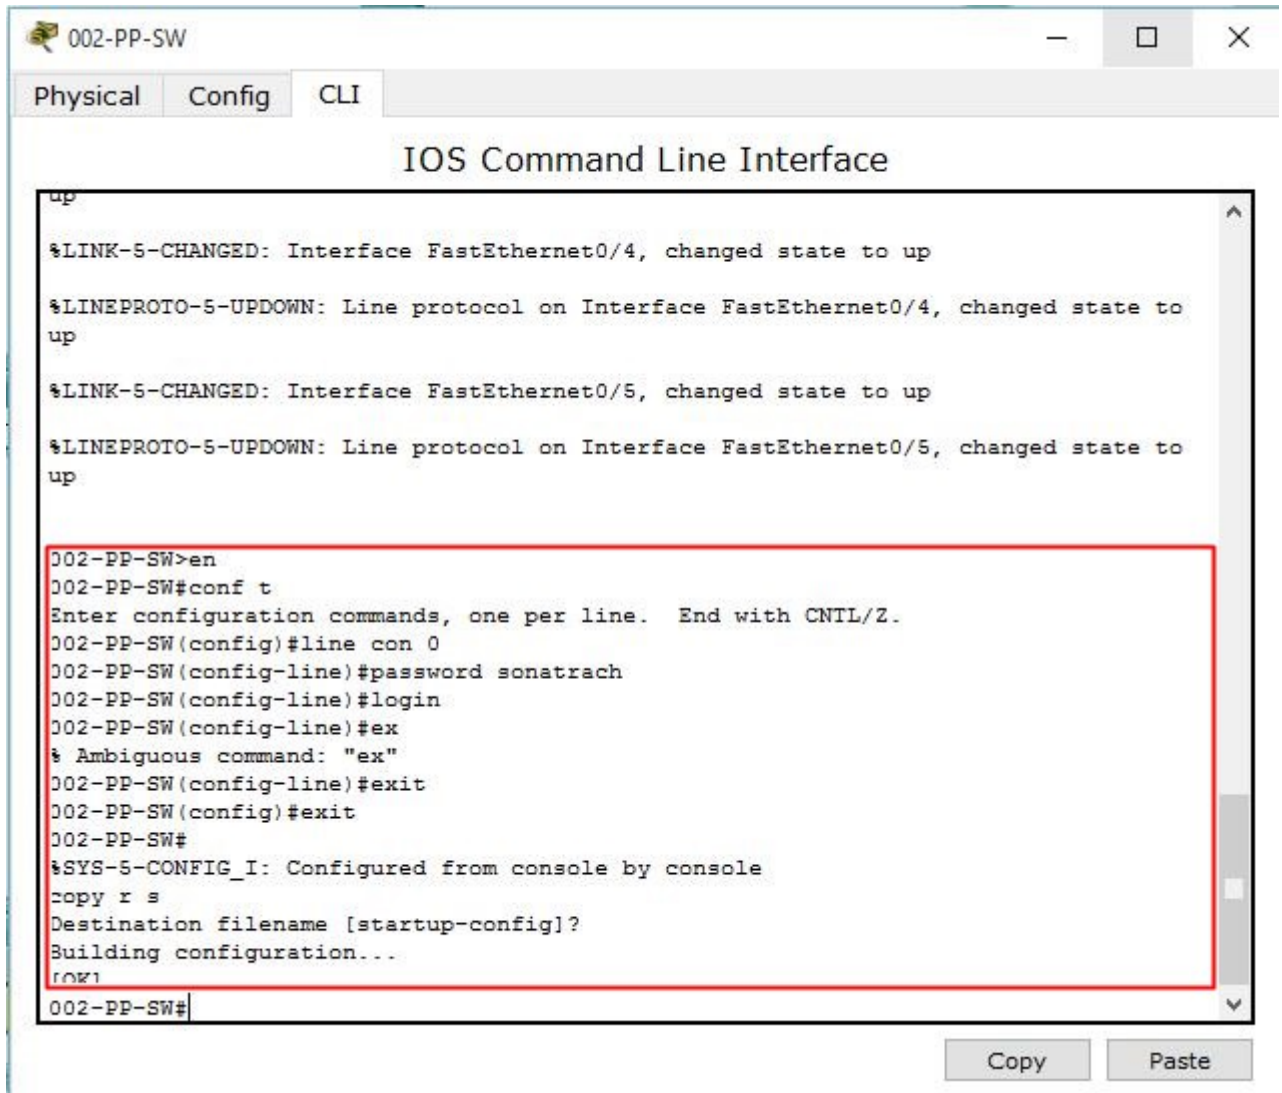 002-PP-SW
Physical Config CLI
IOS Command Line Interface
up
%LINK-5-CHANGED: Interface FastEthernet0/4, changed state to up
%LINEPROTO-5-UPDOWN: Line protocol on Interface FastEthernet0/4, changed state to
up
%LINK-5-CHANGED: Interface FastEthernet0/5, changed state to up
%LINEPROTO-5-UPDOWN: Line protocol on Interface FastEthernet0/5, changed state to
up
002-PP-SW>en
002-PP-SW#conf t
Enter configuration commands, one per line.  End with CNTL/Z.
002-PP-SW(config)#line con 0
002-PP-SW(config-line)#password sonatrach
002-PP-SW(config-line)#login
002-PP-SW(config-line)#ex
% Ambiguous command: "ex"
002-PP-SW(config-line)#exit
002-PP-SW(config)#exit
002-PP-SW#
%SYS-5-CONFIG_I: Configured from console by console
copy r s
Destination filename [startup-config]?
Building configuration...
[OK]
002-PP-SW#
Copy Paste